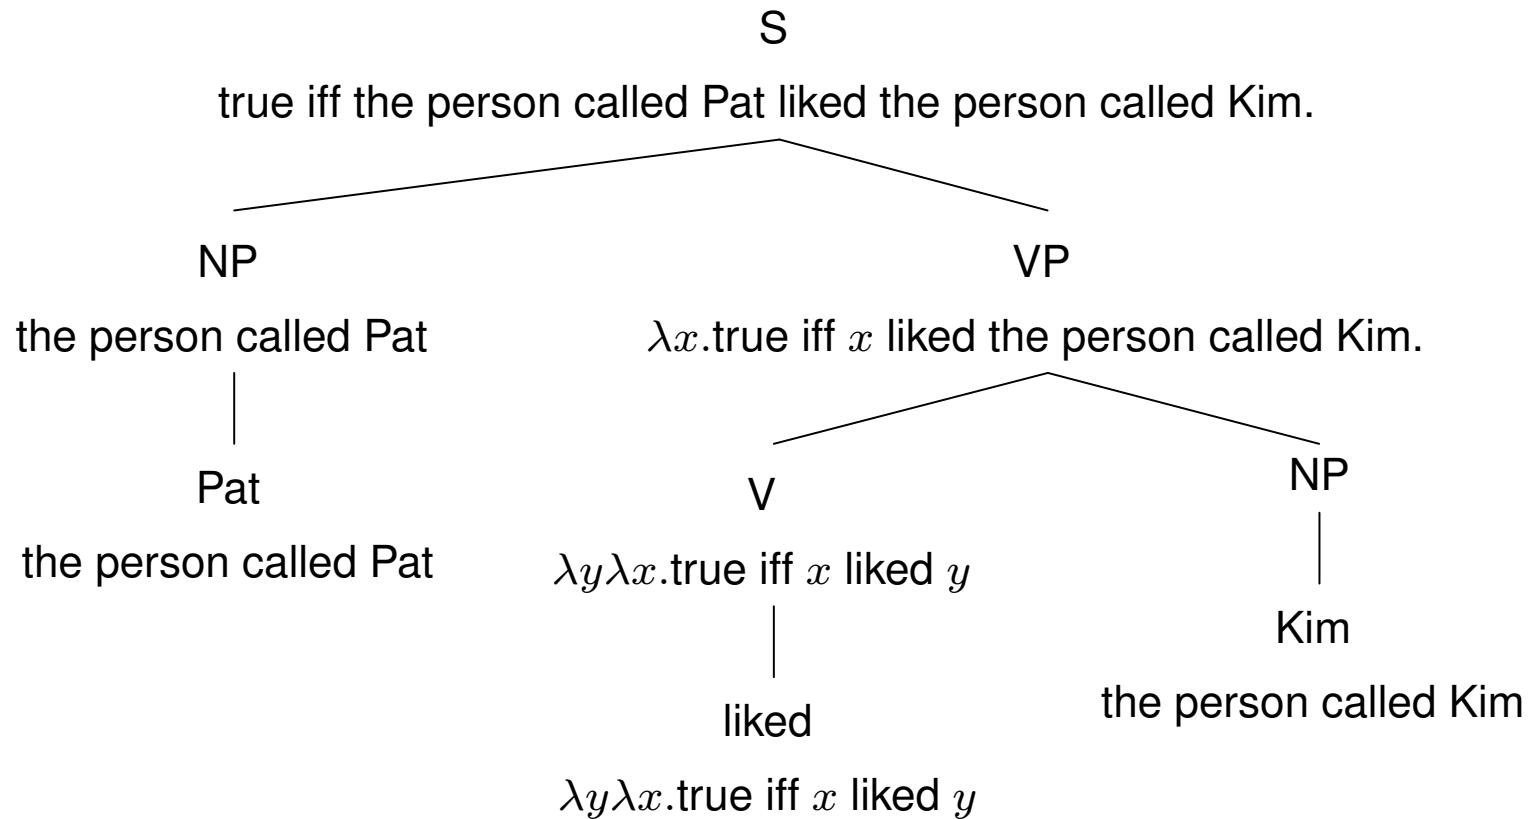 S
true iff the person called Pat liked the person called Kim.
NP
VP
the person called Pat
λx.true iff x liked the person called Kim.
Pat
V
NP
the person called Pat
λyλx.true iff x liked y
Kim
liked
the person called Kim
λyλx.true iff x liked y